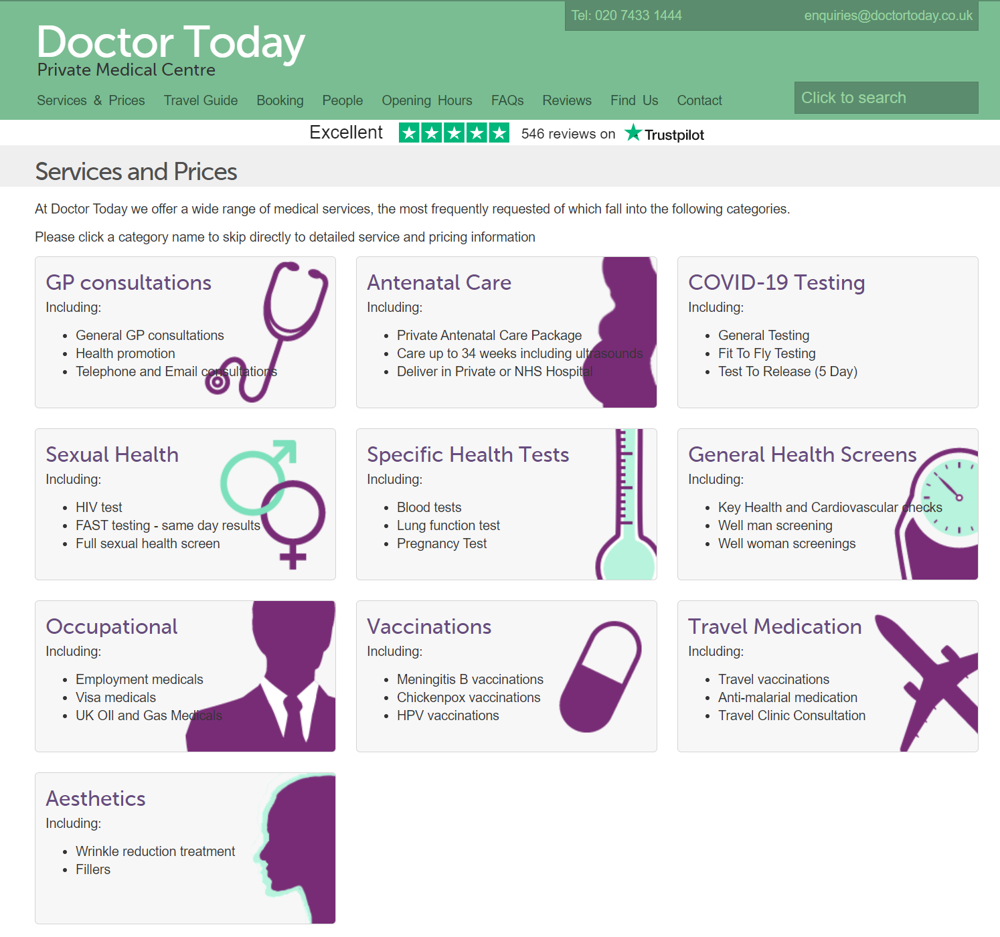 Tel: 020 7433 1444 enquiries@doctortoday.co.uk
Doctor Today
Private Medical Centre
Services & Prices Travel Guide Booking People Opening Hours FAQs Reviews Find Us Contact
Click to search
Excellent 546 reviews on Trustpilot
Services and Prices
At Doctor Today we offer a wide range of medical services, the most frequently requested of which fall into the following categories.
Please click a category name to skip directly to detailed service and pricing information
GP consultations
Including:
• General GP consultations
• Health promotion
• Telephone and Email consultations
Antenatal Care
Including:
• Private Antenatal Care Package
• Care up to 34 weeks including ultrasounds
• Deliver in Private or NHS Hospital
COVID-19 Testing
Including:
• General Testing
• Fit To Fly Testing
• Test To Release (5 Day)
Sexual Health
Including:
• HIV test
• FAST testing - same day results
• Full sexual health screen
Specific Health Tests
Including:
• Blood tests
• Lung function test
• Pregnancy Test
General Health Screens
Including:
• Key Health and Cardiovascular checks
• Well man screening
• Well woman screenings
Occupational
Including:
• Employment medicals
• Visa medicals
• UK OIl and Gas Medicals
Vaccinations
Including:
• Meningitis B vaccinations
• Chickenpox vaccinations
• HPV vaccinations
Travel Medication
Including:
• Travel vaccinations
• Anti-malarial medication
• Travel Clinic Consultation
Aesthetics
Including:
• Wrinkle reduction treatment
• Fillers